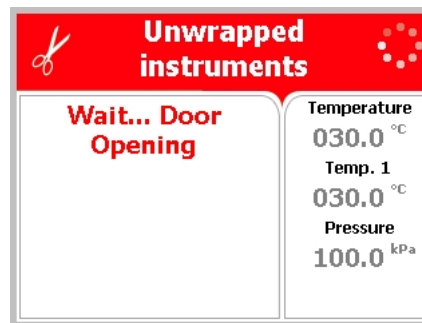 Unwrapped
instruments
Wait... Door
Opening
Temperature
030.0 °C
Temp. 1
030.0 °C
Pressure
100.0 kPa